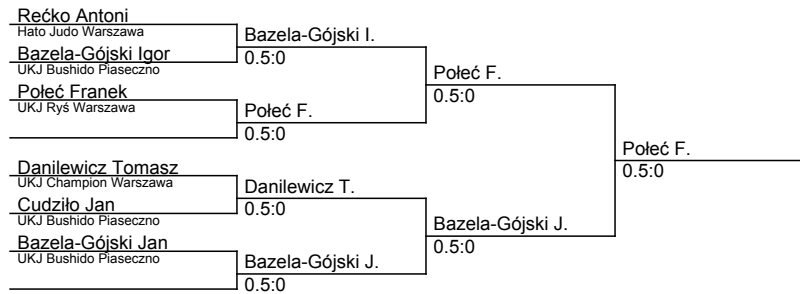 Rećko Antoni
Hato Judo Warszawa
Bazela-Gójski Igor
UKJ Bushido Piaseczno
Połeć Franek
UKJ Ryś Warszawa
Danilewicz Tomasz
UKJ Champion Warszawa
Cudziło Jan
UKJ Bushido Piaseczno
Bazela-Gójski Jan
UKJ Bushido Piaseczno
Bazela-Gójski I.
0.5:0
Połeć F.
0.5:0
Danilewicz T.
0.5:0
Bazela-Gójski J.
0.5:0
Połeć F.
0.5:0
Bazela-Gójski J.
0.5:0
Połeć F.
0.5:0